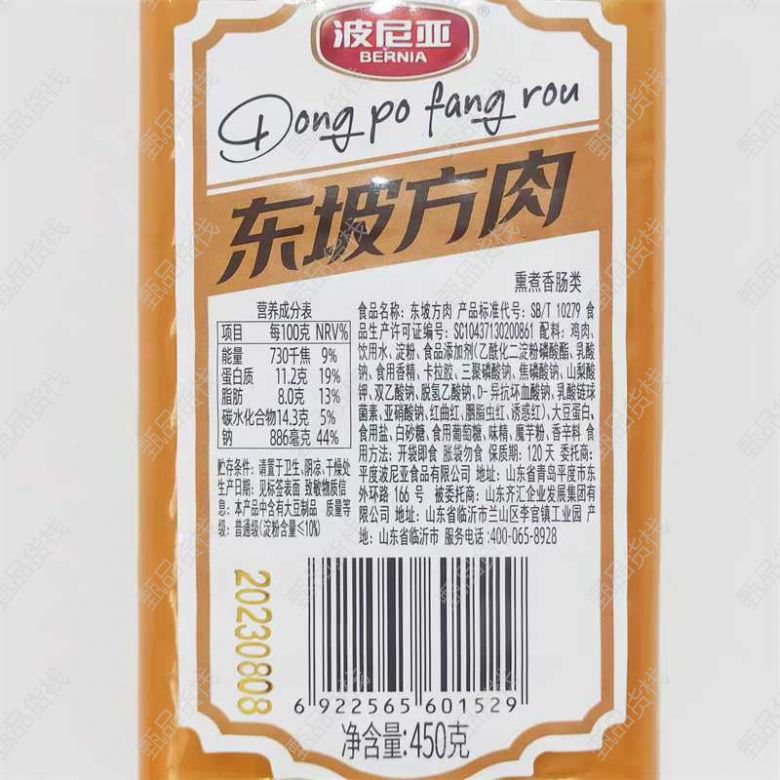 波尼亚
®
BERNIA
Dong po fang rou
东坡方肉
熏煮香肠类
营养成分表
项目 每100克 NRV%
能量 730千焦 9%
蛋白质 11.2克 19%
脂肪 8.0克 13%
碳水化合物 14.3克 5%
钠 886毫克 44%
贮存条件: 请置于卫生、阴凉、干燥处
生产日期: 见标签表面 致敏物质信
息: 本产品中含有大豆制品 质量等
级: 普通级(淀粉含量≤10%)
食品名称: 东坡方肉 产品标准代号: SB/T 10279 食
品生产许可证编号: SC10437130200861 配料: 鸡肉、
饮用水、淀粉、食品添加剂(乙酰化二淀粉磷酸酯、乳酸
钠、食用香精、卡拉胶、三聚磷酸钠、焦磷酸钠、山梨酸
钾、双乙酸钠、脱氢乙酸钠、D-异抗坏血酸钠、乳酸链球
菌素、亚硝酸钠、红曲红、胭脂虫红、诱惑红)、大豆蛋白、
食用盐、白砂糖、食用葡萄糖、味精、魔芋粉、香辛料 食
用方法: 开袋即食 胀袋勿食 保质期: 120天 委托商:
平度波尼亚食品有限公司 地址: 山东省青岛平度市东
外环路 166 号 被委托商: 山东齐汇企业发展集团有
限公司 地址: 山东省临沂市兰山区李官镇工业园 产
地: 山东省临沂市 服务电话:400-065-8928
20230808
6 922565 601529
净含量:450克
甄品货栈